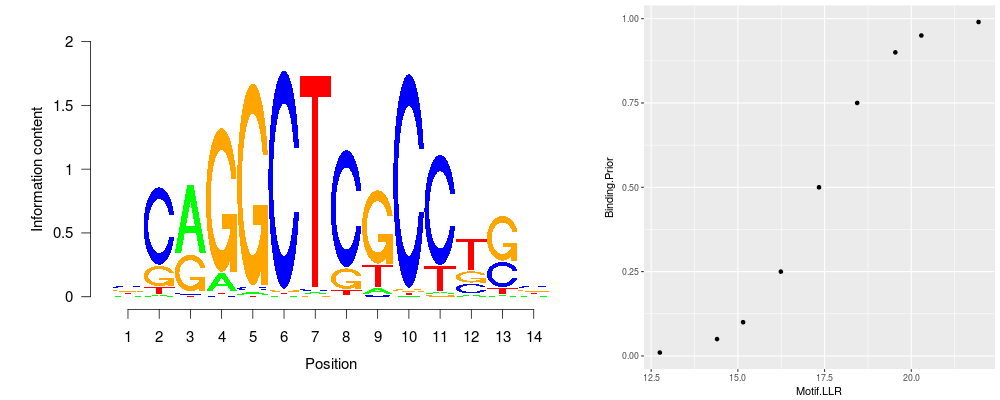 2
1.5
1
0.5
0
Information content
C
G
T
A
G
G
A
G
C
T
C
G
T
G
T
A
C
C
T
T
G
C
G
C
T
1 2 3 4 5 6 7 8 9 10 11 12 13 14
Position
1.00
0.75
0.50
0.25
0.00
Binding.Prior
12.5 15.0 17.5 20.0
Motif.LLR